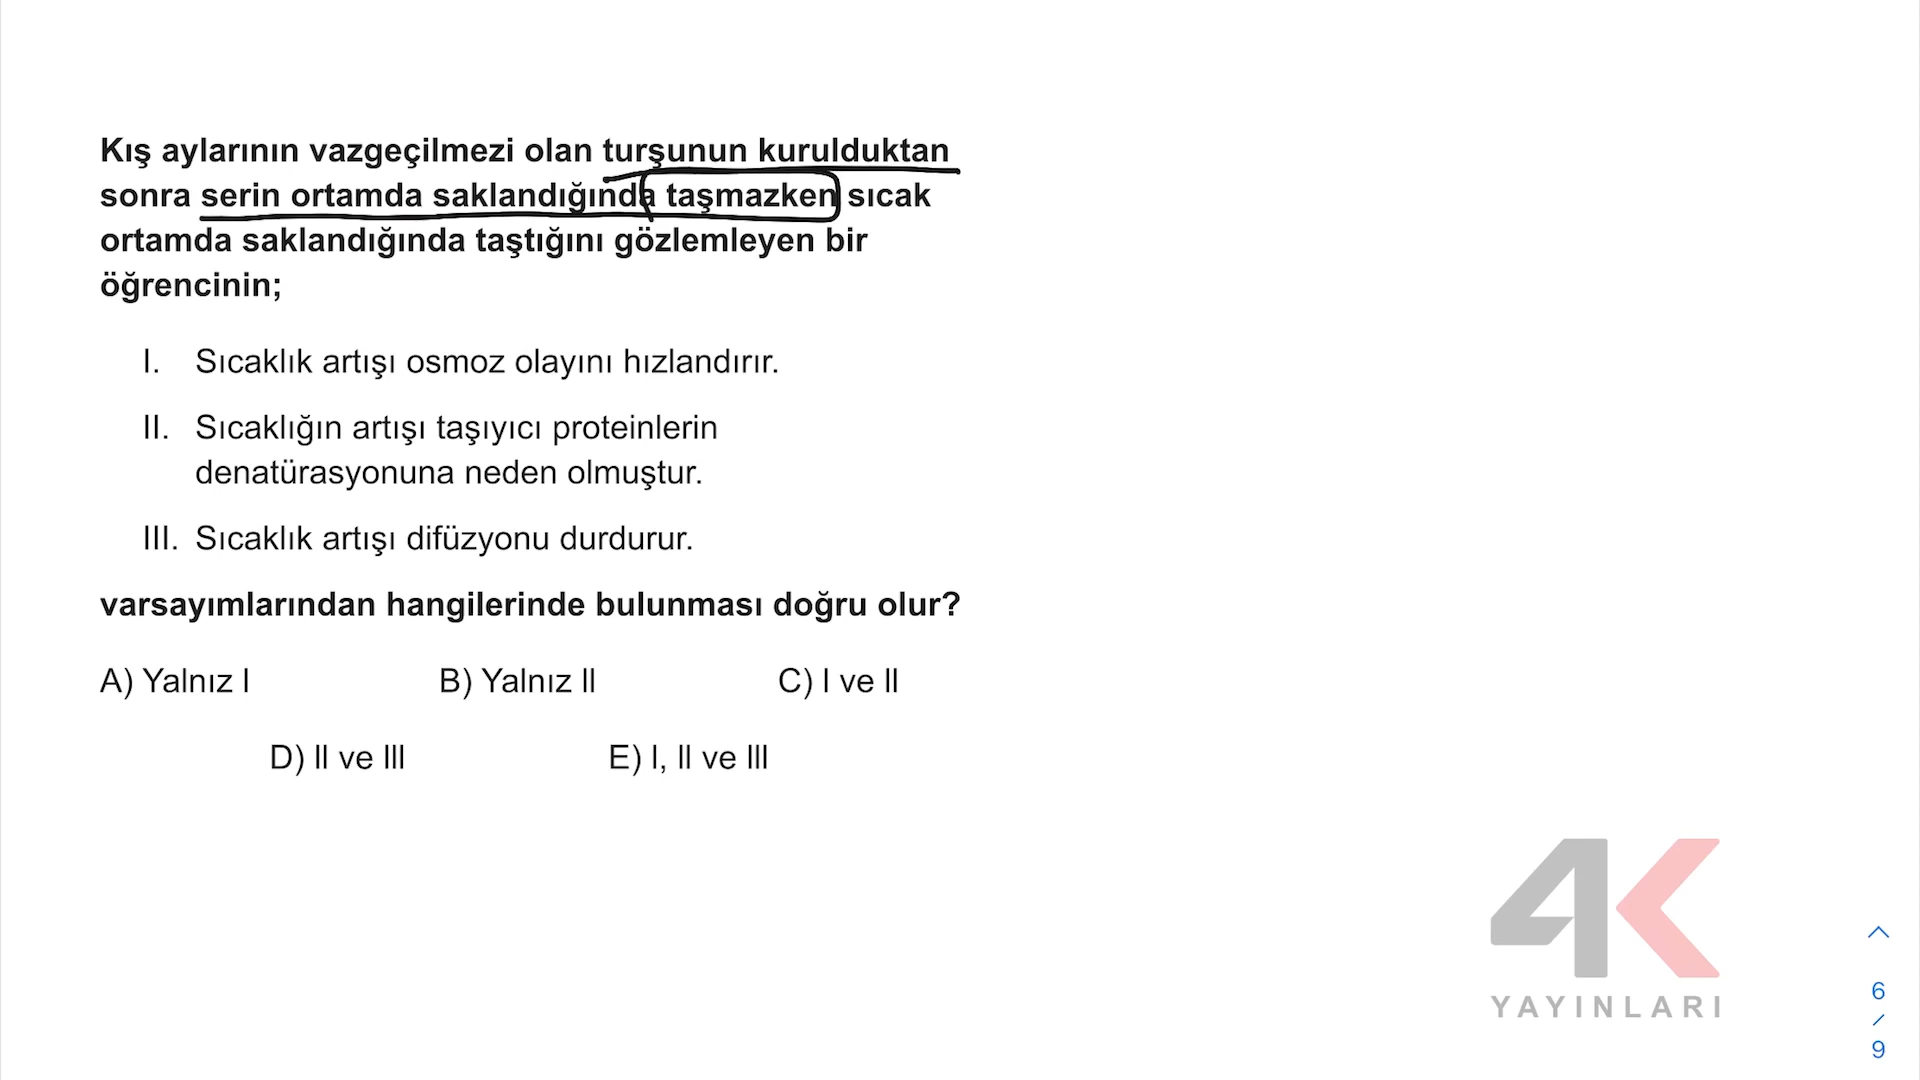 Kış aylarının vazgeçilmezi olan turşunun kurulduktan
sonra serin ortamda saklandığında taşmazken sıcak
ortamda saklandığında taştığını gözlemleyen bir
öğrencinin;
I. Sıcaklık artışı osmoz olayını hızlandırır.
II. Sıcaklığın artışı taşıyıcı proteinlerin
denatürasyonuna neden olmuştur.
III. Sıcaklık artışı difüzyonu durdurur.
varsayımlarından hangilerinde bulunması doğru olur?
A) Yalnız I B) Yalnız II C) I ve II
D) II ve III E) I, II ve III
4K
YAYINLARI
6
/
9